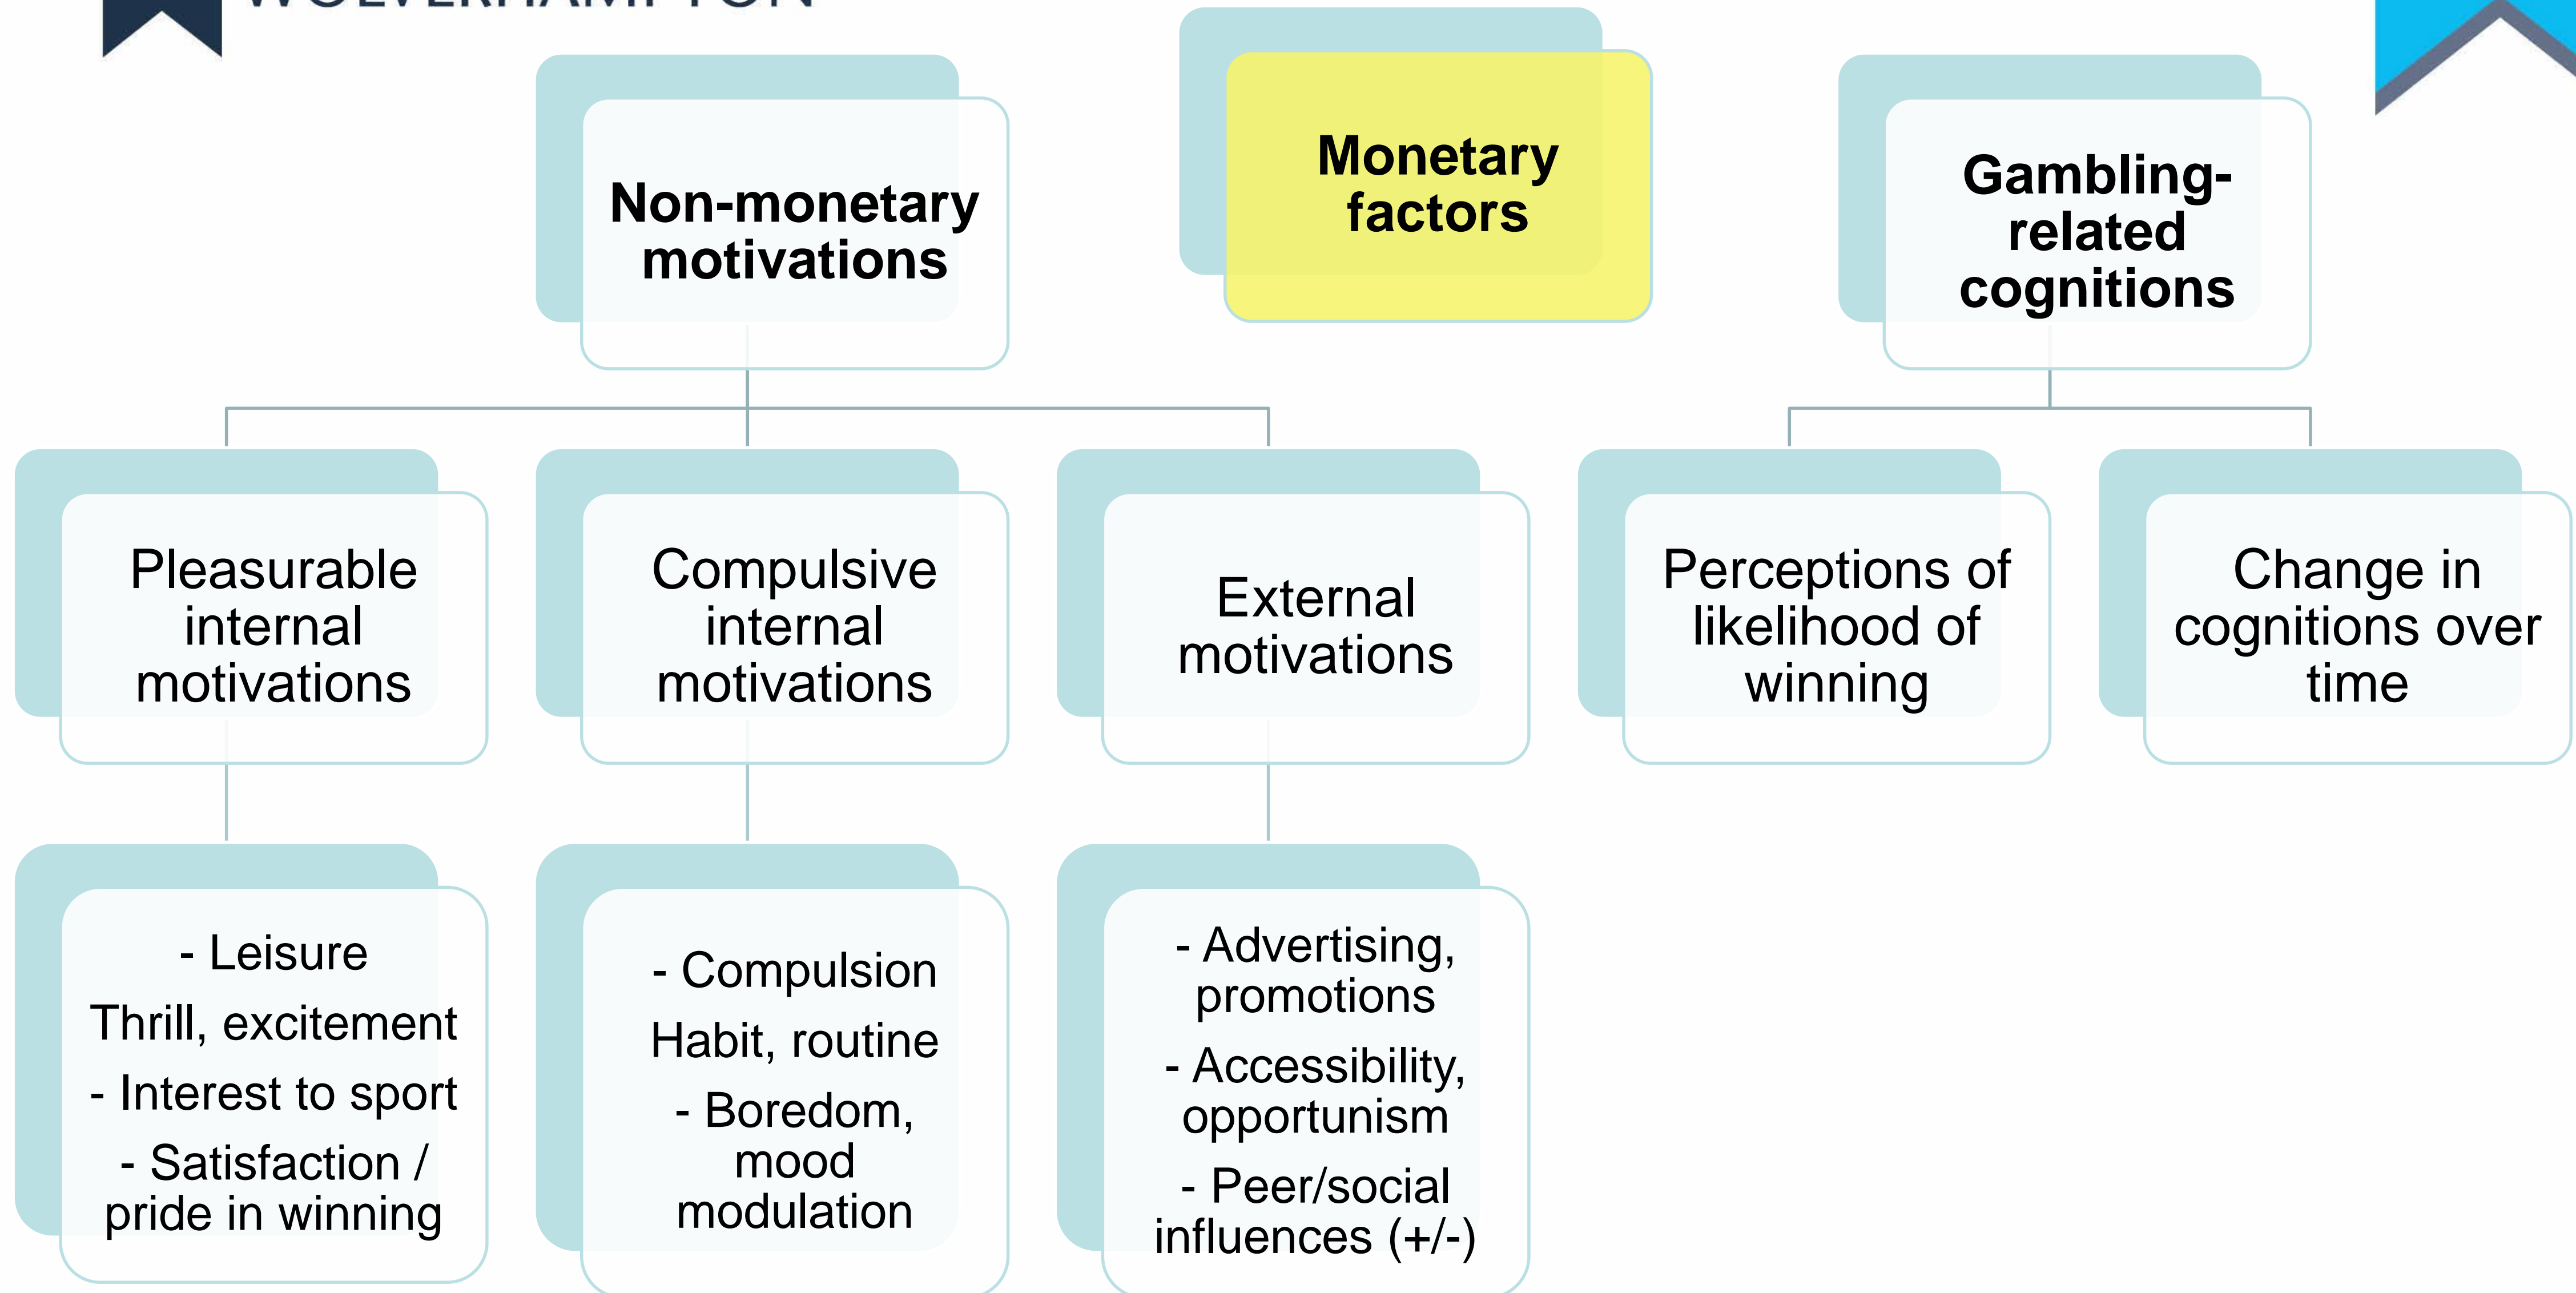 WOLVERHAMPTON
Non-monetary
motivations
Monetary
factors
Gambling-
related
cognitions
Pleasurable
internal
motivations
Compulsive
internal
motivations
External
motivations
Perceptions of
likelihood of
winning
Change in
cognitions over
time
- Leisure
Thrill, excitement
- Interest to sport
- Satisfaction /
pride in winning
- Compulsion
Habit, routine
- Boredom,
mood
modulation
- Advertising,
promotions
- Accessibility,
opportunism
- Peer/social
influences (+/-)